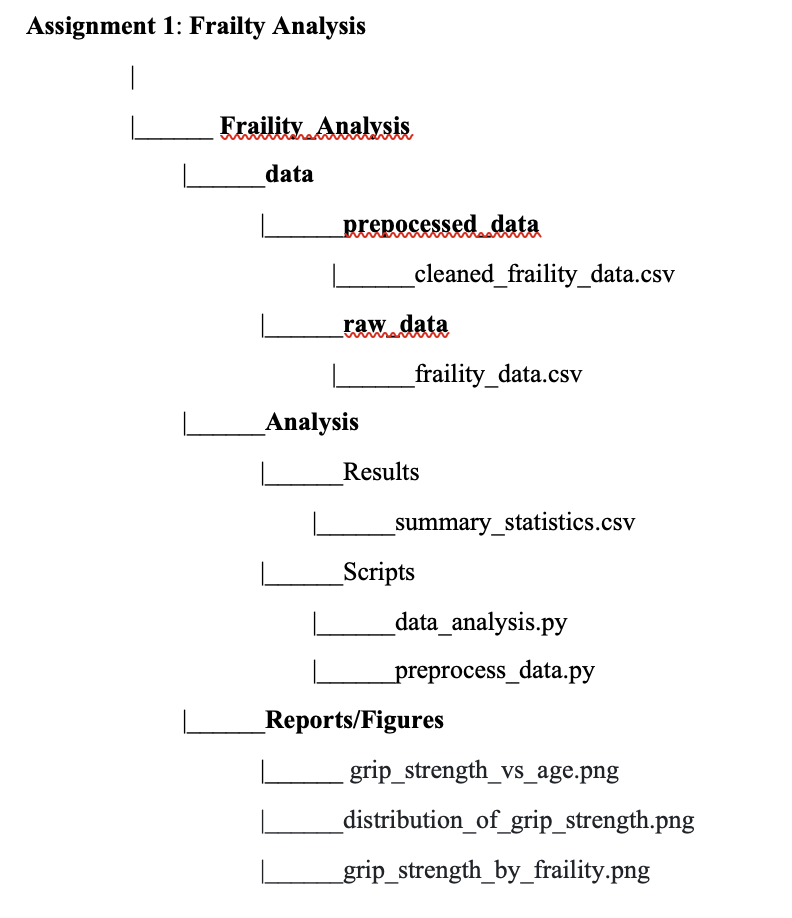 Assignment 1: Frailty Analysis
|
|______ Fraility_Analysis
|______data
|______prepocessed_data
|______cleaned_fraility_data.csv
|______raw_data
|______fraility_data.csv
|______Analysis
|______Results
|______summary_statistics.csv
|______Scripts
|______data_analysis.py
|______preprocess_data.py
|______Reports/Figures
|______ grip_strength_vs_age.png
|______distribution_of_grip_strength.png
|______grip_strength_by_fraility.png